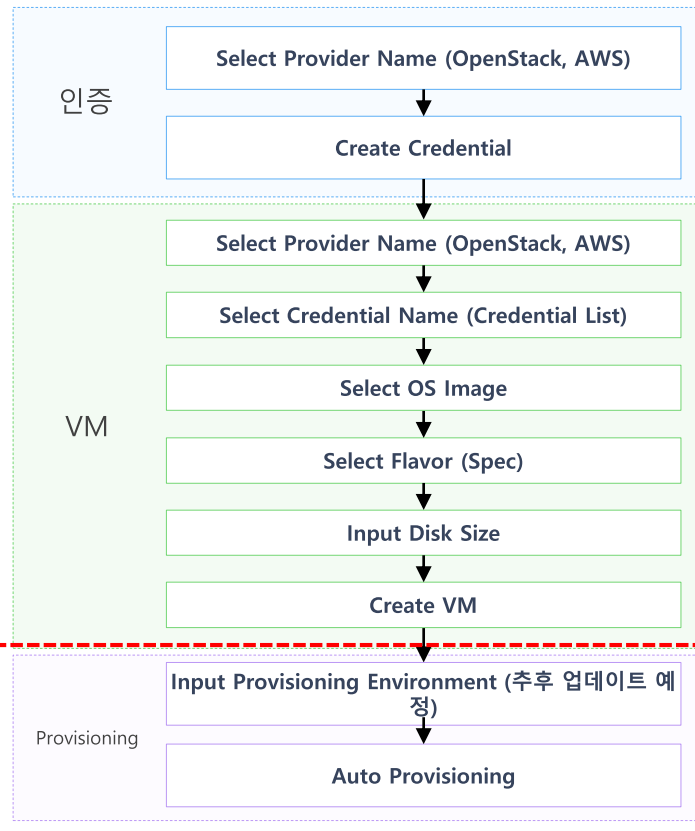 인증
Select Provider Name (OpenStack, AWS)
Create Credential
VM
Select Provider Name (OpenStack, AWS)
Select Credential Name (Credential List)
Select OS Image
Select Flavor (Spec)
Input Disk Size
Create VM
Provisioning
Input Provisioning Environment (추후 업데이트 예
정)
Auto Provisioning